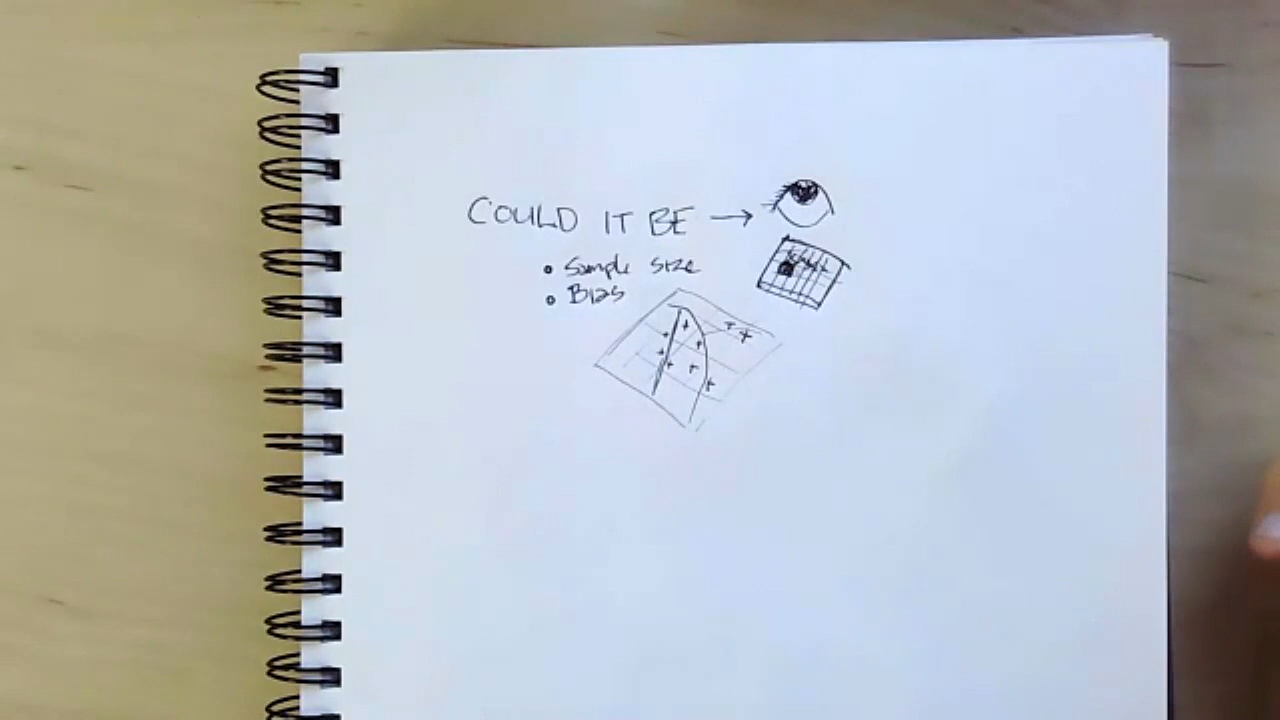 COULD IT BE →
• Sample size
• Bias